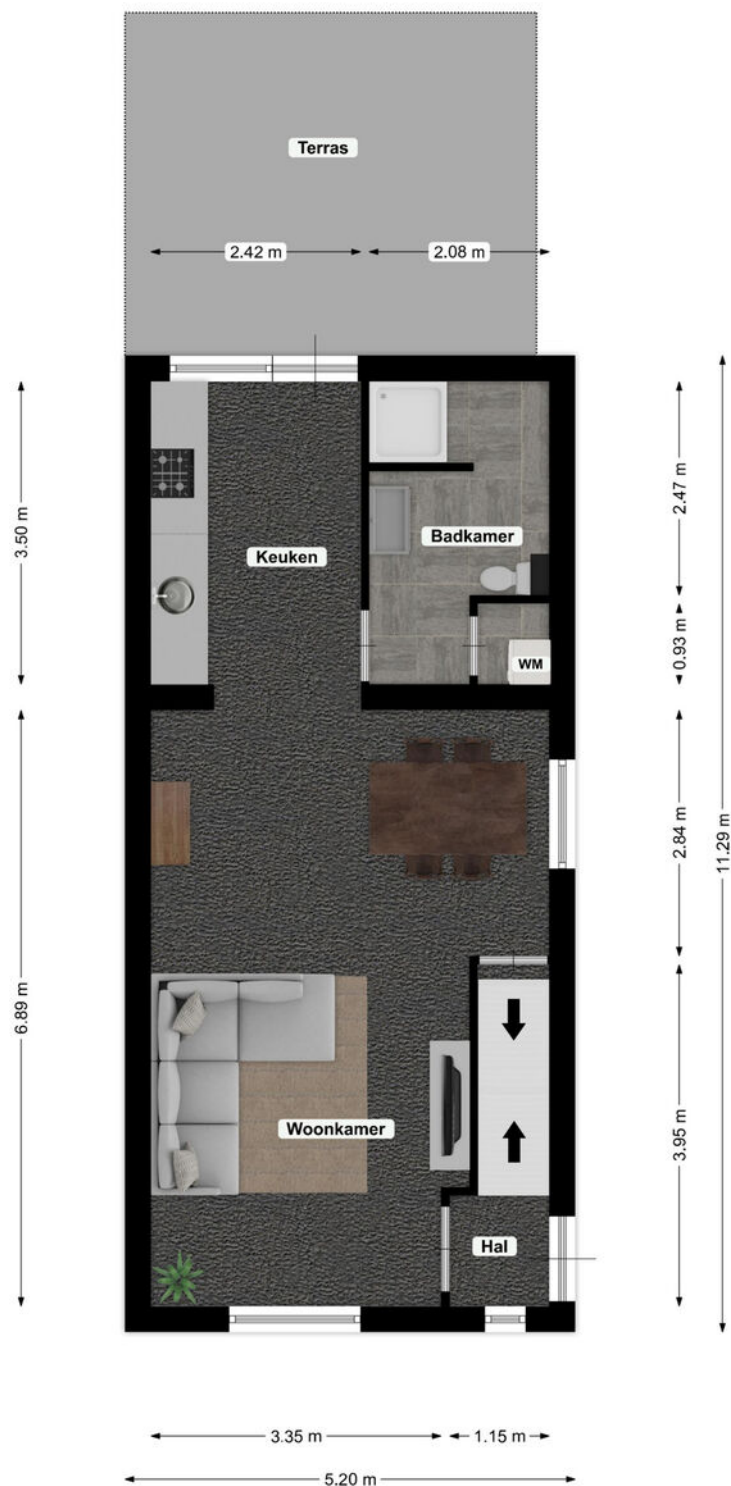 Terras
2.42 m
2.08 m
2.47 m
3.50 m
Badkamer
Keuken
0.93 m
WM
2.84 m
11.29 m
6.89 m
3.95 m
Woonkamer
Hal
3.35 m
1.15 m
5.20 m